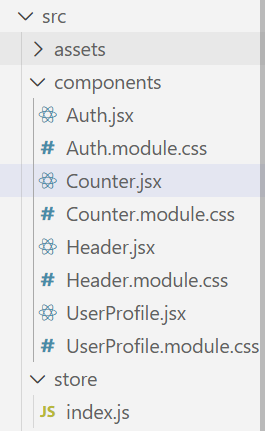 src
assets
components
Auth.jsx
# Auth.module.css
Counter.jsx
# Counter.module.css
Header.jsx
# Header.module.css
UserProfile.jsx
# UserProfile.module.css
store
JS index.js